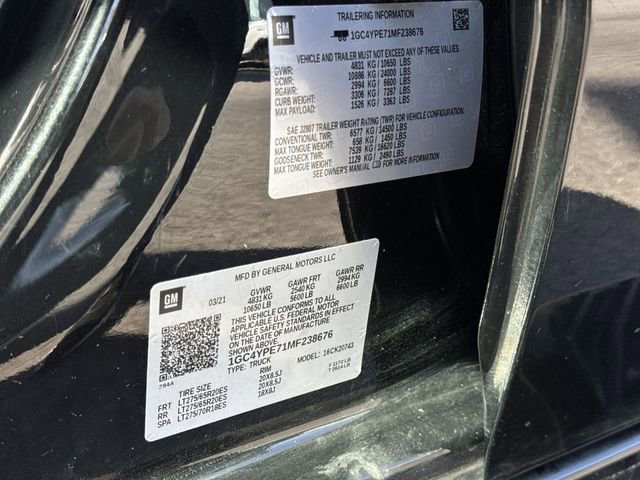 GM
TRAILERING INFORMATION
1GC4YPE71MF238676
VEHICLE AND TRAILER MUST NOT EXCEED ANY OF THESE VALUES.
GVWR: 4831 KG/10650 LBS
GCWR: 10886 KG/24000 LBS
RGAWR: 2994 KG/6600 LBS
CURB WEIGHT: 3306 KG/7287 LBS
MAX PAYLOAD: 1526 KG/3363 LBS
SAE J2807 TRAILER WEIGHT RATING (TWR) FOR VEHICLE CONFIGURATION.
CONVENTIONAL TWR: 6577 KG/14500 LBS
MAX TONGUE WEIGHT: 658 KG/1450 LBS
GOOSENECK TWR: 7539 KG/16620 LBS
MAX TONGUE WEIGHT: 1129 KG/2490 LBS
SEE OWNER'S MANUAL FOR MORE INFORMATION.
GM
MFD BY GENERAL MOTORS LLC
03/21 GVWR GAWR FRT GAWR RR
4831 KG 2540 KG 2994 KG
10650 LB 5600 LB 6600 LB
THIS VEHICLE CONFORMS TO ALL
APPLICABLE U.S. FEDERAL MOTOR
VEHICLE SAFETY STANDARDS IN EFFECT
ON THE DATE OF MANUFACTURE
SHOWN ABOVE.
1GC4YPE71MF238676
TYPE: TRUCK MODEL: 16CK20743
TIRE SIZE RIM
FRT LT275/65R20ES 20X8.5J
RR LT275/65R20ES 20X8.5J
SPA LT275/70R18ES 18X8J